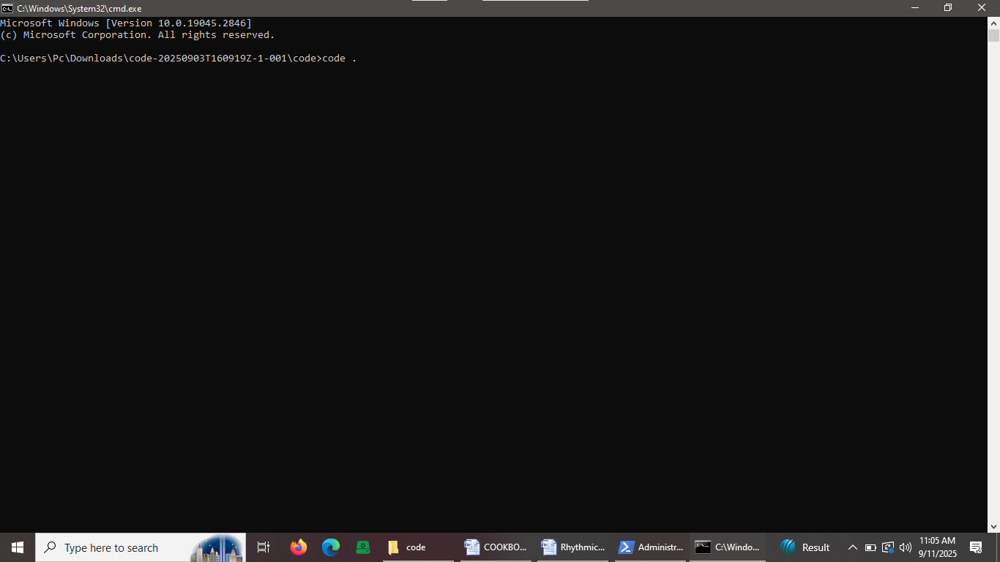 C:\Windows\System32\cmd.exe
Microsoft Windows [Version 10.0.19045.2846]
(c) Microsoft Corporation. All rights reserved.
C:\Users\Pc\Downloads\code-20250903T160919Z-1-001\code>code .
Type here to search
code
COOKBO...
Rhythmic...
Administr...
C:\Windo...
Result
11:05 AM
9/11/2025